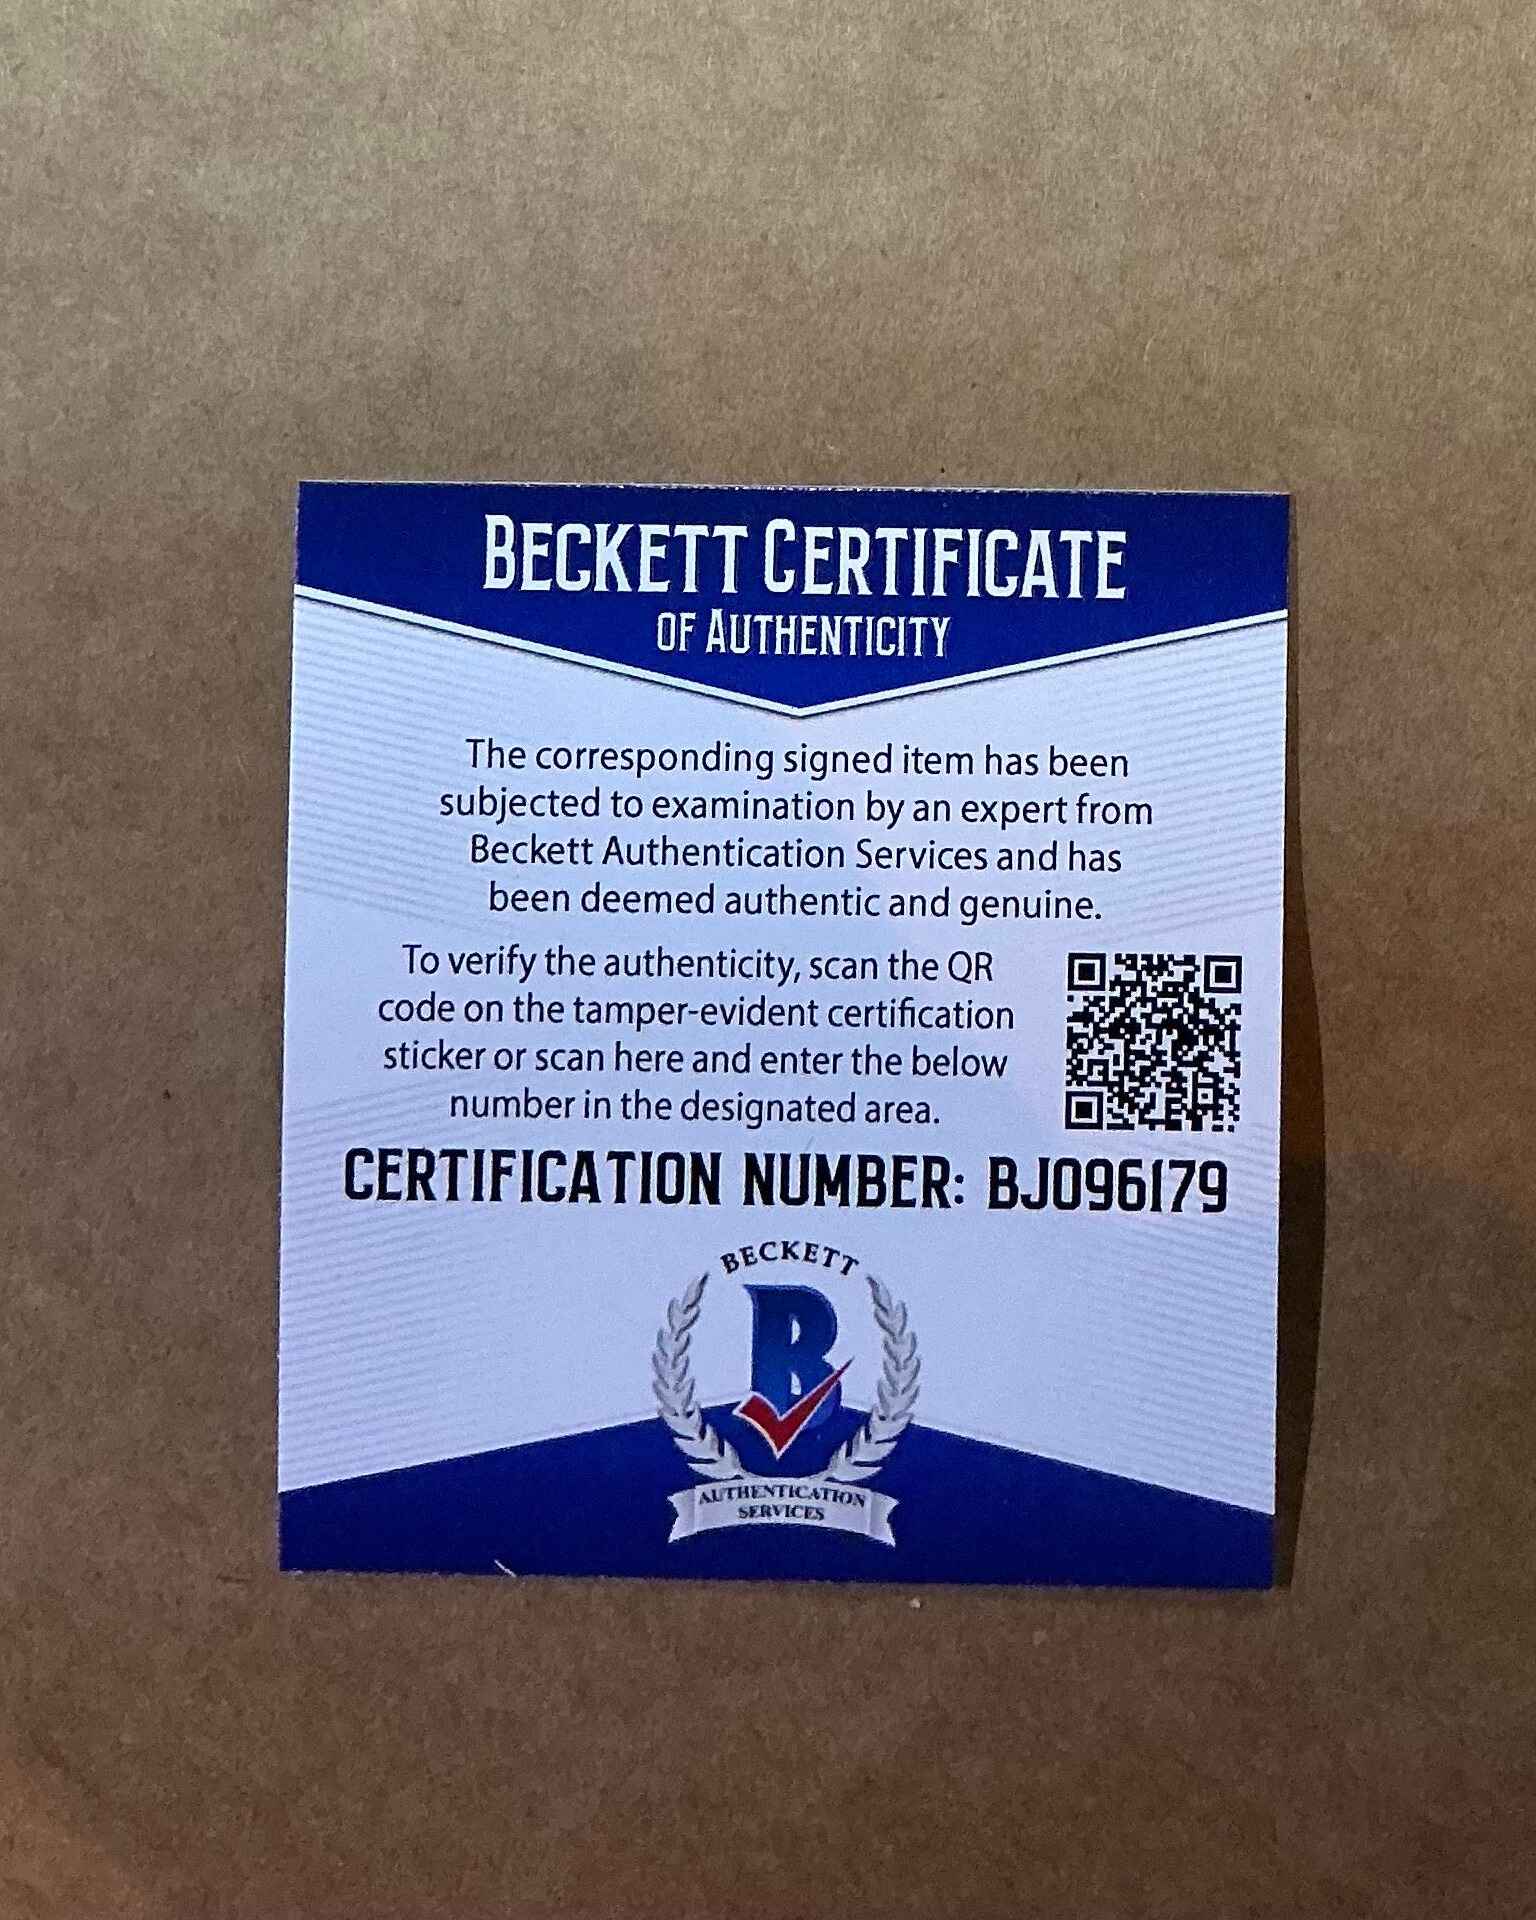 BECKETT CERTIFICATE
OF AUTHENTICITY
The corresponding signed item has been
subjected to examination by an expert from
Beckett Authentication Services and has
been deemed authentic and genuine.
To verify the authenticity, scan the QR
code on the tamper-evident certification
sticker or scan here and enter the below
number in the designated area.
CERTIFICATION NUMBER: BJ096179
BECKETT
B
AUTHENTICATION
SERVICES